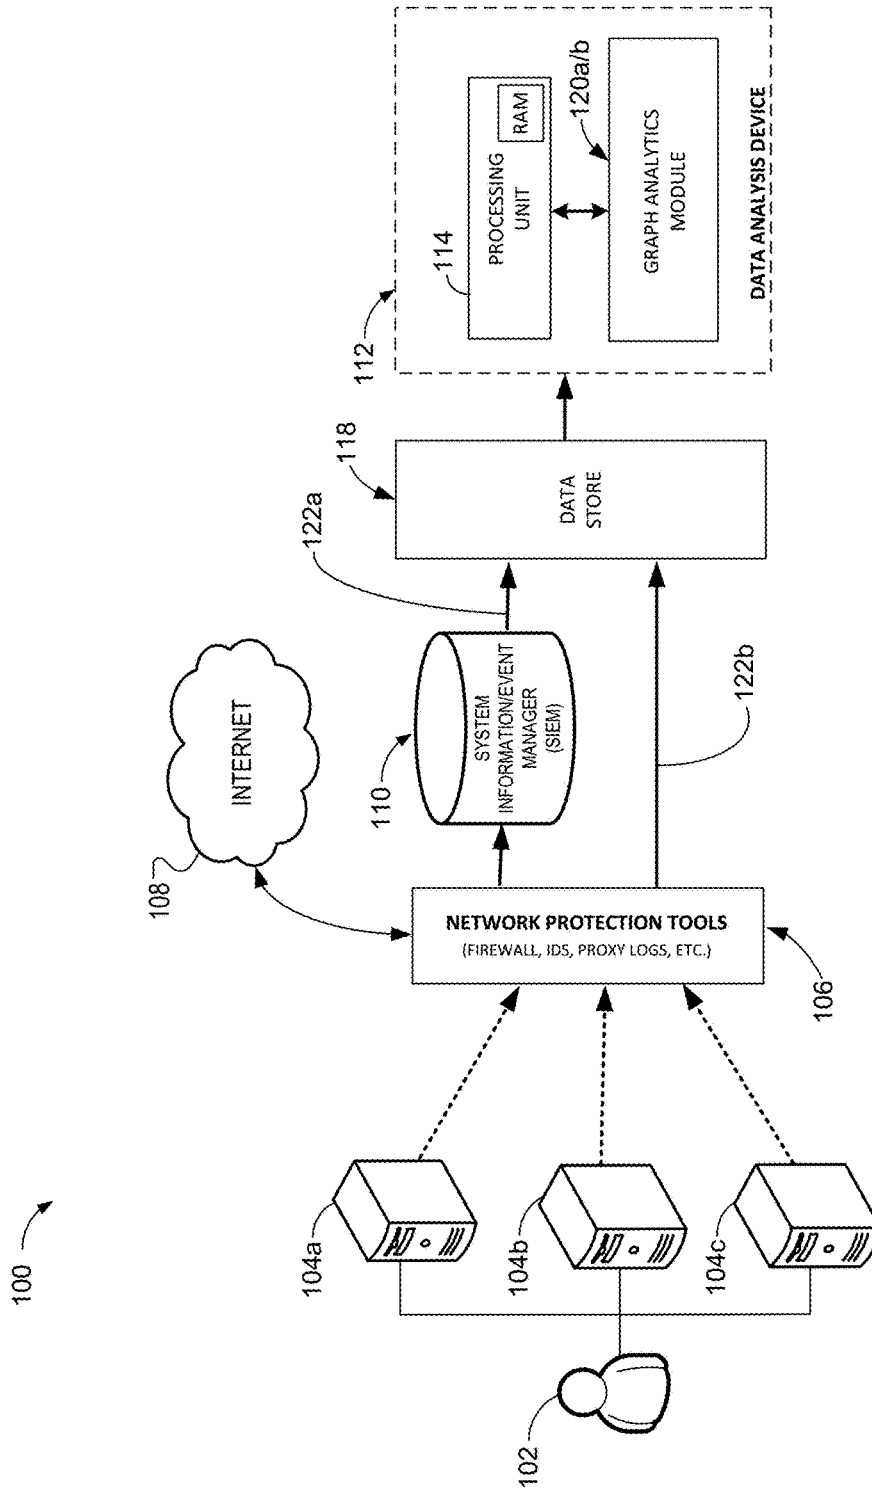 100
102
104a
104b
104c
108
INTERNET
NETWORK PROTECTION TOOLS
(FIREWALL, IDS, PROXY LOGS, ETC.)
106
110
SYSTEM
INFORMATION/EVENT
MANAGER
(SIEM)
122a
122b
118
DATA
STORE
112
114
PROCESSING
UNIT
RAM
120a/b
GRAPH ANALYTICS
MODULE
DATA ANALYSIS DEVICE